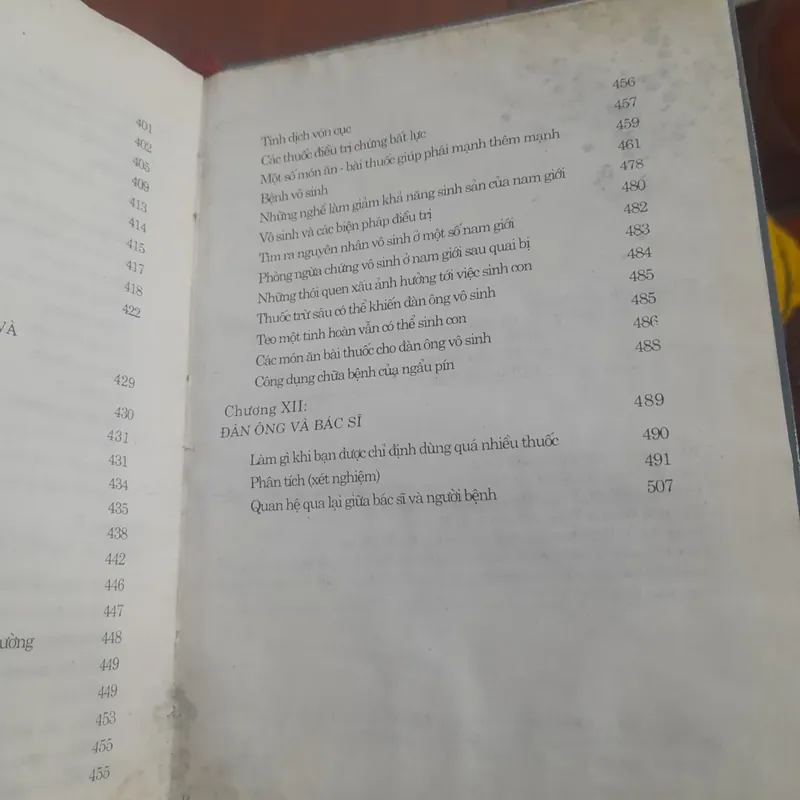 401
402
405
409
413
414
415
417
418
422
VÀ
429
430
431
431
434
435
438
442
446
447
ường 448
449
449
453
455
455
Tinh dịch vón cục 456
Các thuốc điều trị chứng bất lực 457
Một số món ăn - bài thuốc giúp phái mạnh thêm mạnh 459
Bệnh vô sinh 461
Những nghề làm giảm khả năng sinh sản của nam giới 478
Vô sinh và các biện pháp điều trị 480
Tìm ra nguyên nhân vô sinh ở một số nam giới 482
Phòng ngừa chứng vô sinh ở nam giới sau quai bị 483
Những thói quen xấu ảnh hưởng tới việc sinh con 484
Thuốc trừ sâu có thể khiến đàn ông vô sinh 485
Teo một tinh hoàn vẫn có thể sinh con 485
Các món ăn bài thuốc cho đàn ông vô sinh 486
Công dụng chữa bệnh của ngẩu pín 488
Chương XII:
ĐÀN ÔNG VÀ BÁC SĨ 489
Làm gì khi bạn được chỉ định dùng quá nhiều thuốc 490
Phân tích (xét nghiệm) 491
Quan hệ qua lại giữa bác sĩ và người bệnh 507